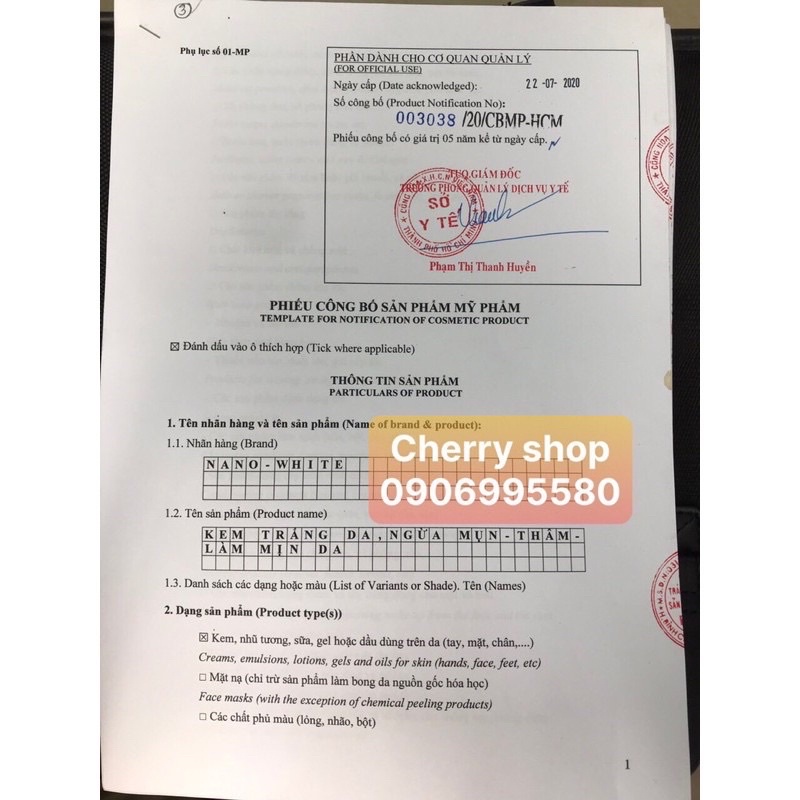 3
Phụ lục số 01-MP
PHẦN DÀNH CHO CƠ QUAN QUẢN LÝ
(FOR OFFICIAL USE)
Ngày cấp (Date acknowledged): 22 -07- 2020
Số công bố (Product Notification No):
003038 /20/CBMP-HCM
Phiếu công bố có giá trị 05 năm kể từ ngày cấp.
TUQ.GIÁM ĐỐC
TRƯỞNG PHÒNG QUẢN LÝ DỊCH VỤ Y TẾ
SỞ
Y TẾ
THÀNH PHỐ HỒ CHÍ MINH
Phạm Thị Thanh Huyền
PHIẾU CÔNG BỐ SẢN PHẨM MỸ PHẨM
TEMPLATE FOR NOTIFICATION OF COSMETIC PRODUCT
☒ Đánh dấu vào ô thích hợp (Tick where applicable)
THÔNG TIN SẢN PHẨM
PARTICULARS OF PRODUCT
1. Tên nhãn hàng và tên sản phẩm (Name of brand & product):
1.1. Nhãn hàng (Brand)
NANO-WHITE
Cherry shop
0906995580
1.2. Tên sản phẩm (Product name)
KEM TRẮNG DA, NGỪA MỤN-THÂM-
LÀM MỊN DA
1.3. Danh sách các dạng hoặc màu (List of Variants or Shade). Tên (Names)
2. Dạng sản phẩm (Product type(s))
☒ Kem, nhũ tương, sữa, gel hoặc dầu dùng trên da (tay, mặt, chân,....)
Creams, emulsions, lotions, gels and oils for skin (hands, face, feet, etc)
☐ Mặt nạ (chỉ trừ sản phẩm làm bong da nguồn gốc hóa học)
Face masks (with the exception of chemical peeling products)
☐ Các chất phủ màu (lỏng, nhão, bột)
1